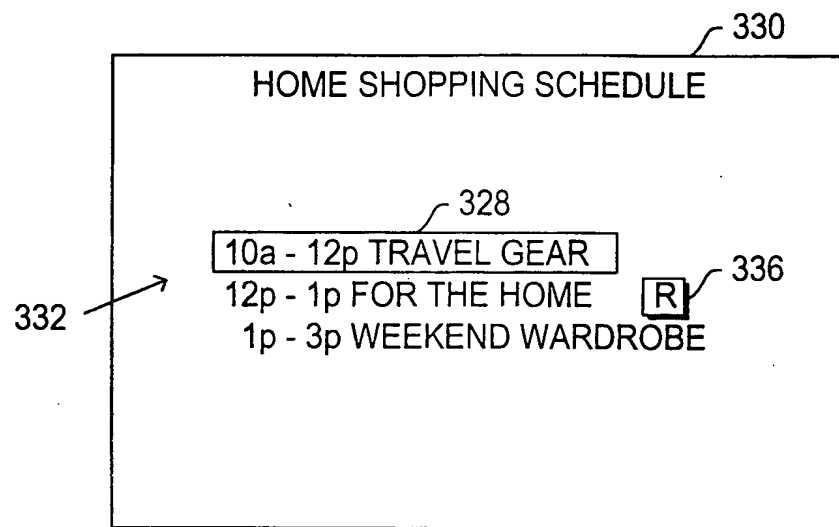 330
HOME SHOPPING SCHEDULE
328
10a - 12p TRAVEL GEAR
336
12p - 1p FOR THE HOME R
332
1p - 3p WEEKEND WARDROBE